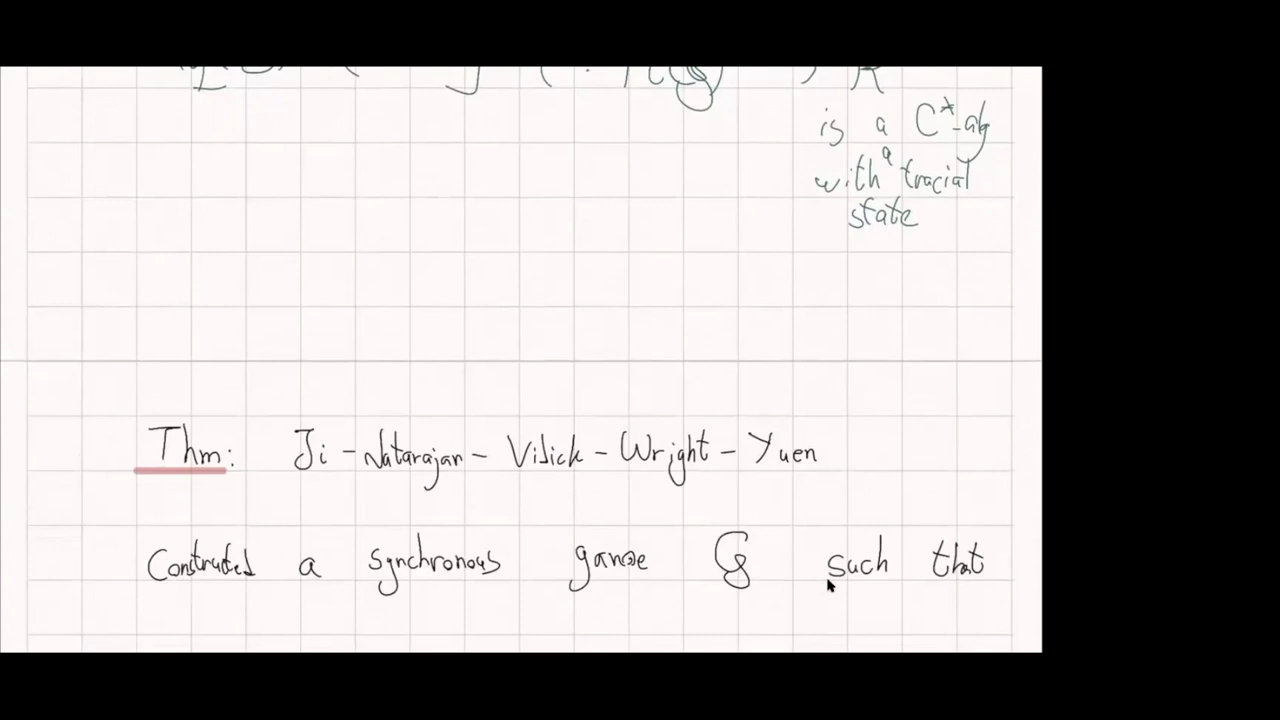 is a C*-alg
with a tracial
state
Thm: Ji - Natarajan - Vidick - Wright - Yuen
Constructed a synchronous game G such that